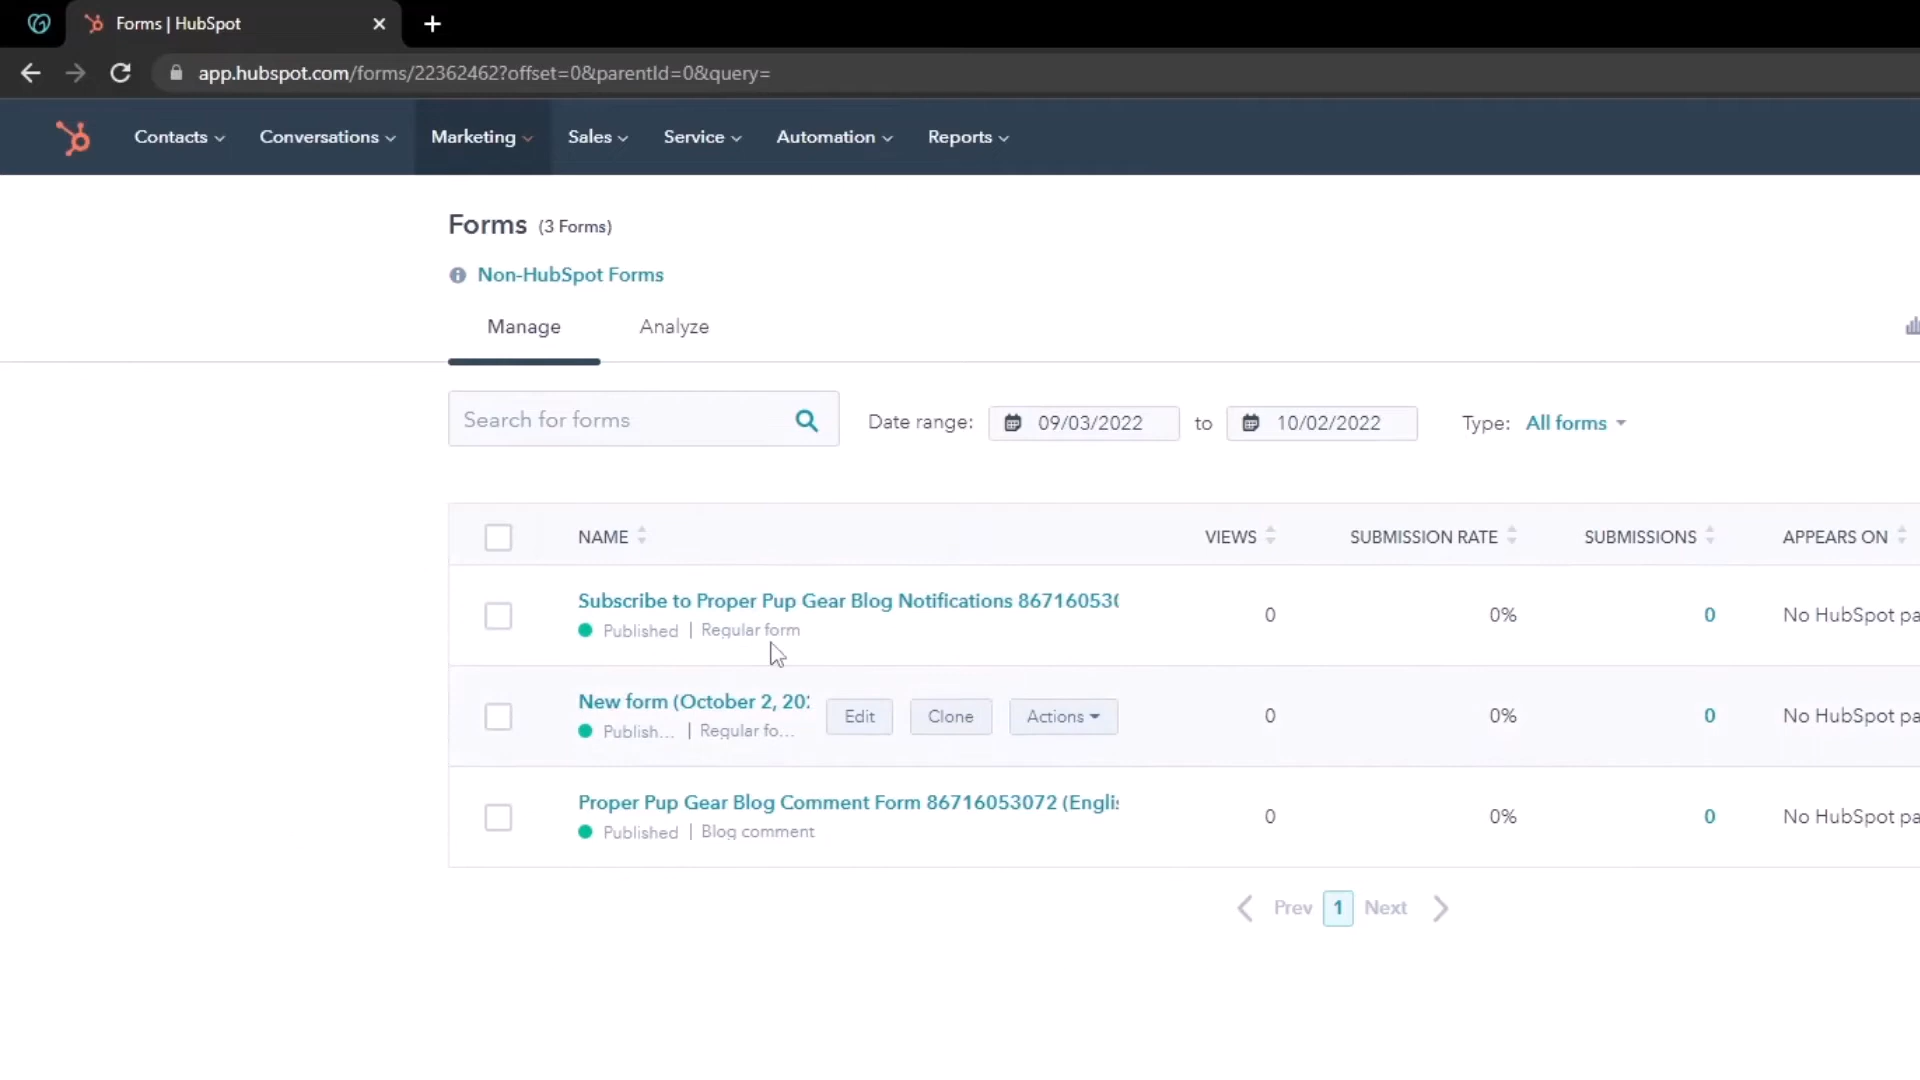 Forms | HubSpot
app.hubspot.com/forms/22362462?offset=0&parentId=0&query=
Contacts Conversations Marketing Sales Service Automation Reports
Forms (3 Forms)
Non-HubSpot Forms
Manage Analyze
Search for forms Date range: 09/03/2022 to 10/02/2022 Type: All forms
NAME VIEWS SUBMISSION RATE SUBMISSIONS APPEARS ON
Subscribe to Proper Pup Gear Blog Notifications 867160530
Published | Regular form
0 0% 0 No HubSpot pa
New form (October 2, 202
Publish... | Regular fo...
Edit Clone Actions 0 0% 0 No HubSpot pa
Proper Pup Gear Blog Comment Form 86716053072 (Englis
Published | Blog comment
0 0% 0 No HubSpot pa
Prev 1 Next